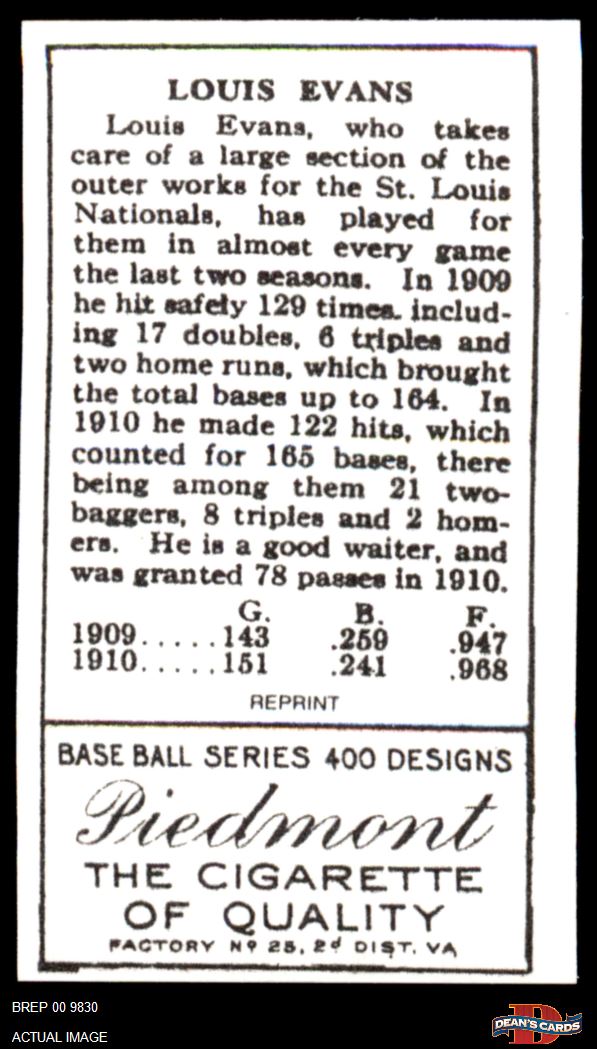 LOUIS EVANS
Louis Evans, who takes
care of a large section of the
outer works for the St. Louis
Nationals, has played for
them in almost every game
the last two seasons. In 1909
he hit safely 129 times, includ-
ing 17 doubles, 6 triples and
two home runs, which brought
the total bases up to 164. In
1910 he made 122 hits, which
counted for 165 bases, there
being among them 21 two-
baggers, 8 triples and 2 hom-
ers. He is a good waiter, and
was granted 78 passes in 1910.
G. B. F.
1909.....143 .259 .947
1910.....151 .241 .968
REPRINT
BASE BALL SERIES 400 DESIGNS
Piedmont
THE CIGARETTE
OF QUALITY
FACTORY Nº 25, 2d DIST. VA
BREP 00 9830
ACTUAL IMAGE
D
DEAN'S CARDS